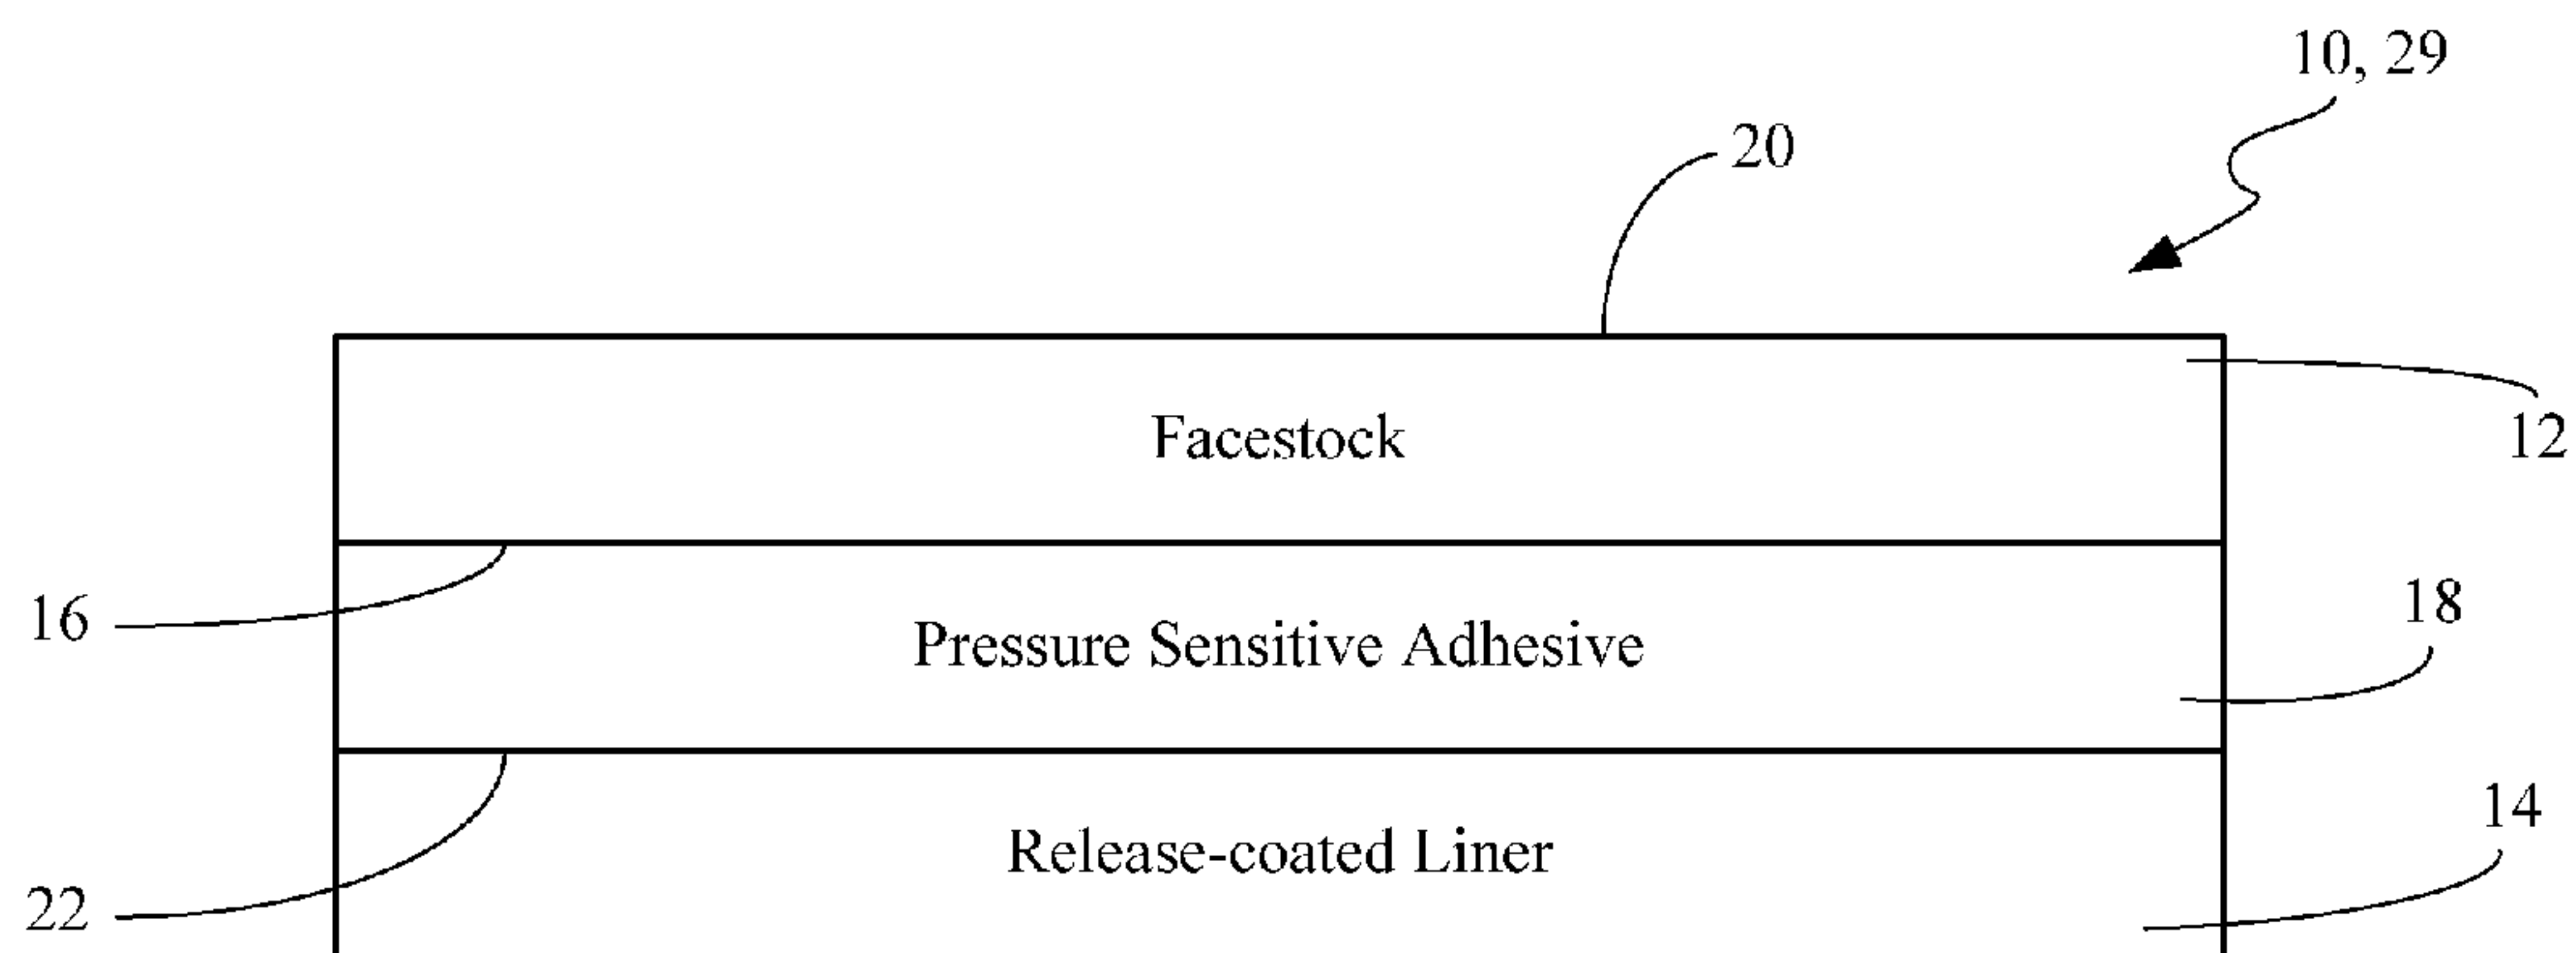 10, 29
20
Facestock
12
16
Pressure Sensitive Adhesive
18
Release-coated Liner
14
22